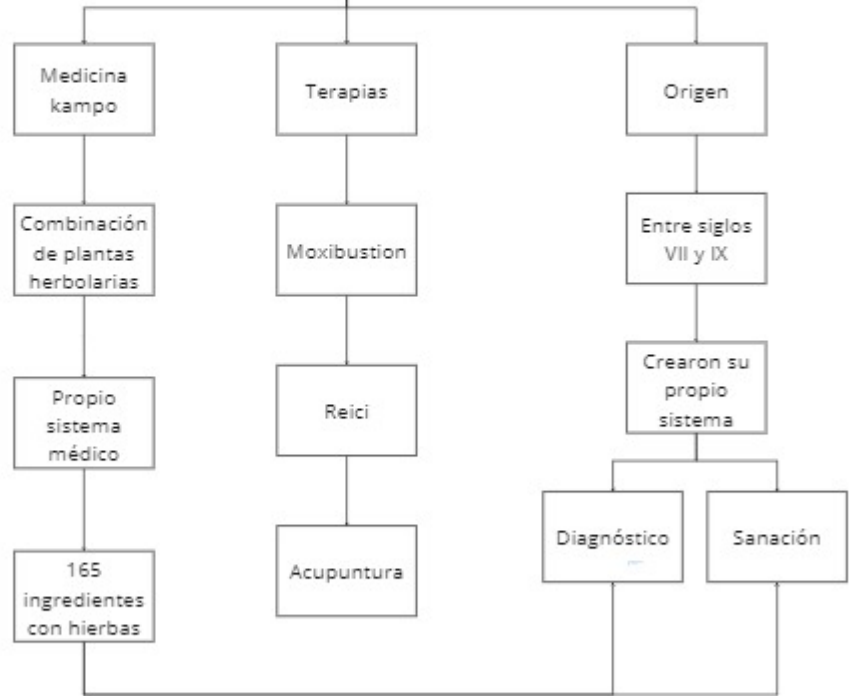 Medicina
kampo
Terapias
Origen
Combinación
de plantas
herbolarias
Moxibustion
Entre siglos
VII y IX
Propio
sistema
médico
Reici
Crearon su
propio
sistema
165
ingredientes
con hierbas
Acupuntura
Diagnóstico
Sanación